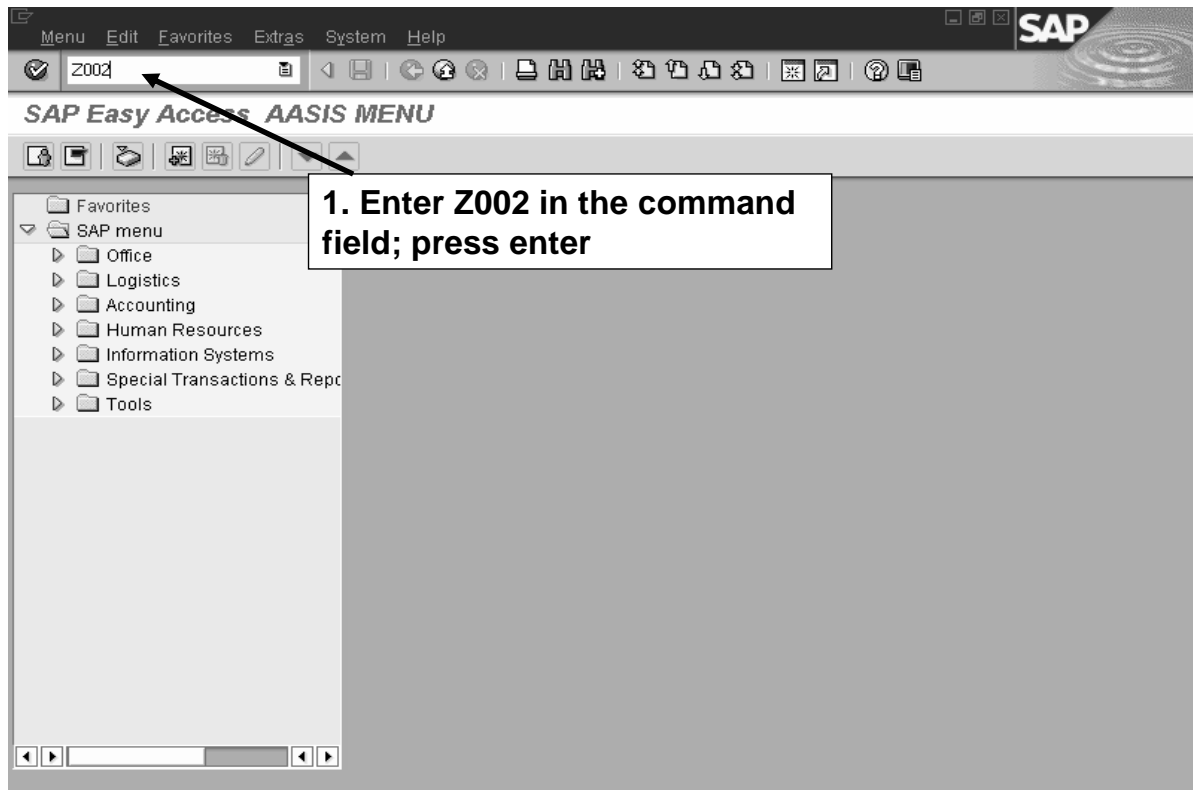 Menu Edit Favorites Extras System Help
SAP
Z002
SAP Easy Access AASIS MENU
1. Enter Z002 in the command
field; press enter
Favorites
SAP menu
Office
Logistics
Accounting
Human Resources
Information Systems
Special Transactions & Repo
Tools